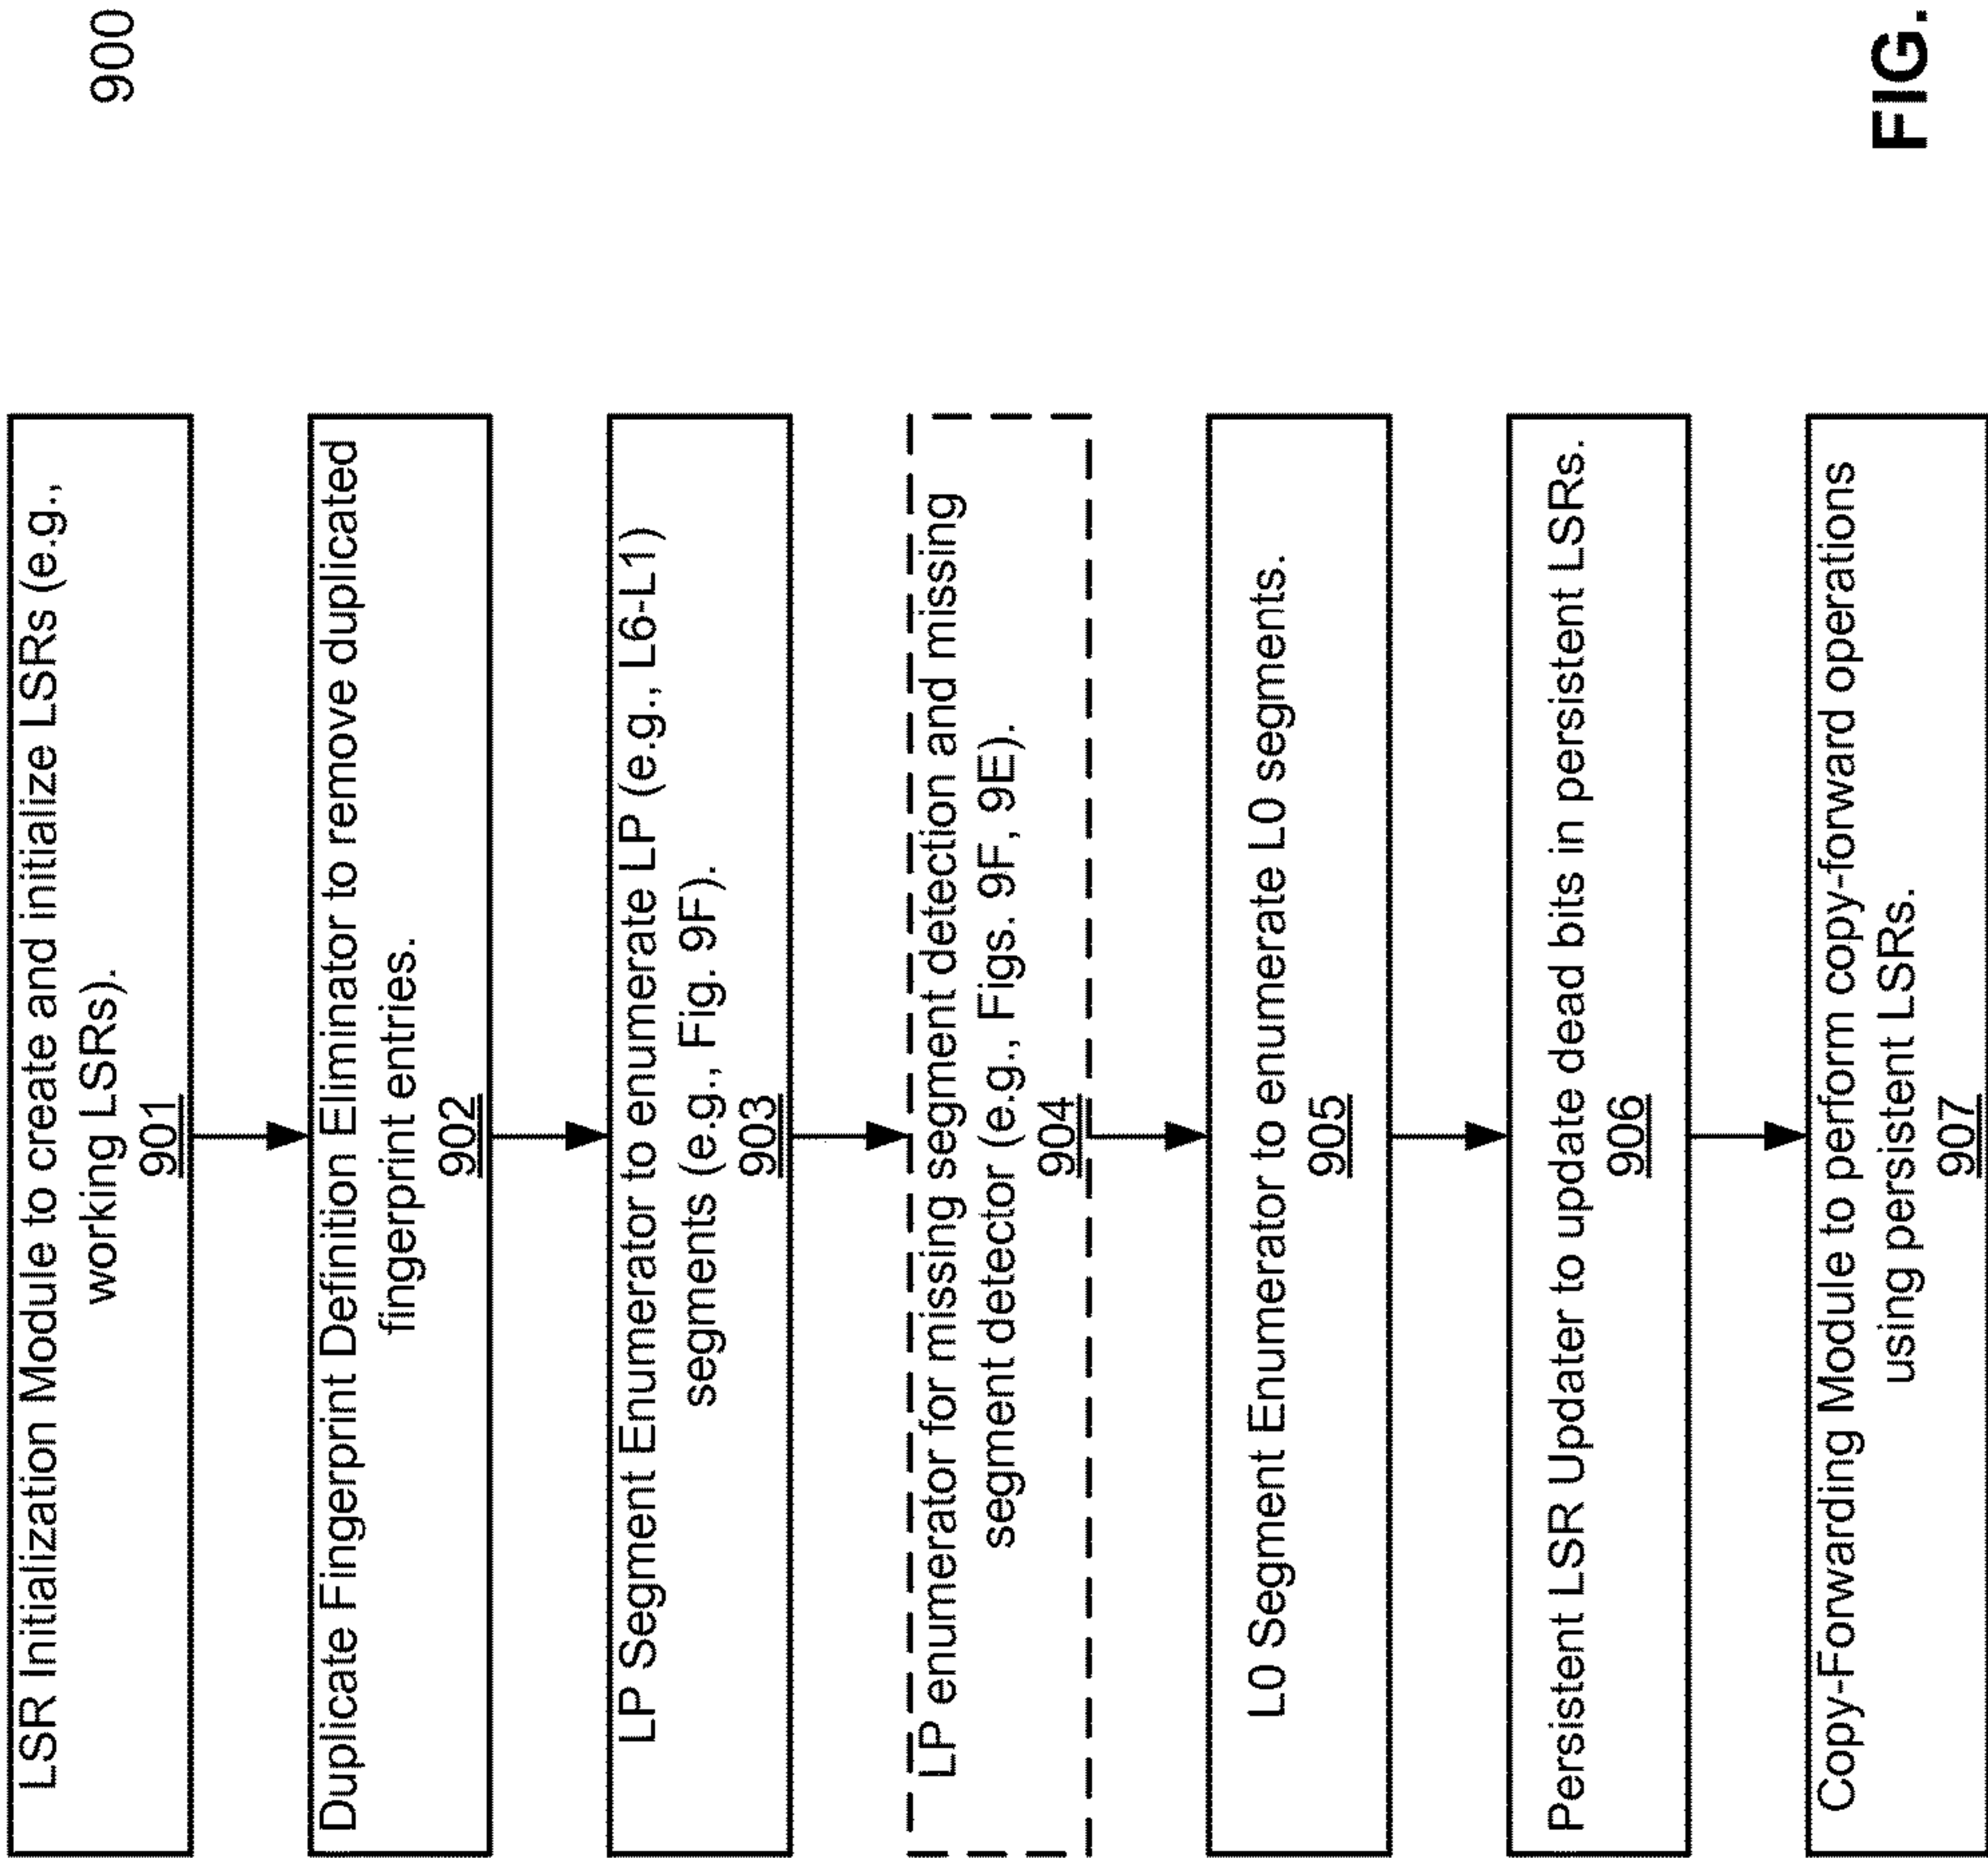 900
LSR Initialization Module to create and initialize LSRs (e.g.,
working LSRs).
901
Duplicate Fingerprint Definition Eliminator to remove duplicated
fingerprint entries.
902
LP Segment Enumerator to enumerate LP (e.g., L6-L1)
segments (e.g., Fig. 9F).
903
LP enumerator for missing segment detection and missing
segment detector (e.g., Figs. 9F, 9E).
904
L0 Segment Enumerator to enumerate L0 segments.
905
Persistent LSR Updater to update dead bits in persistent LSRs.
906
Copy-Forwarding Module to perform copy-forward operations
using persistent LSRs.
907
FIG.